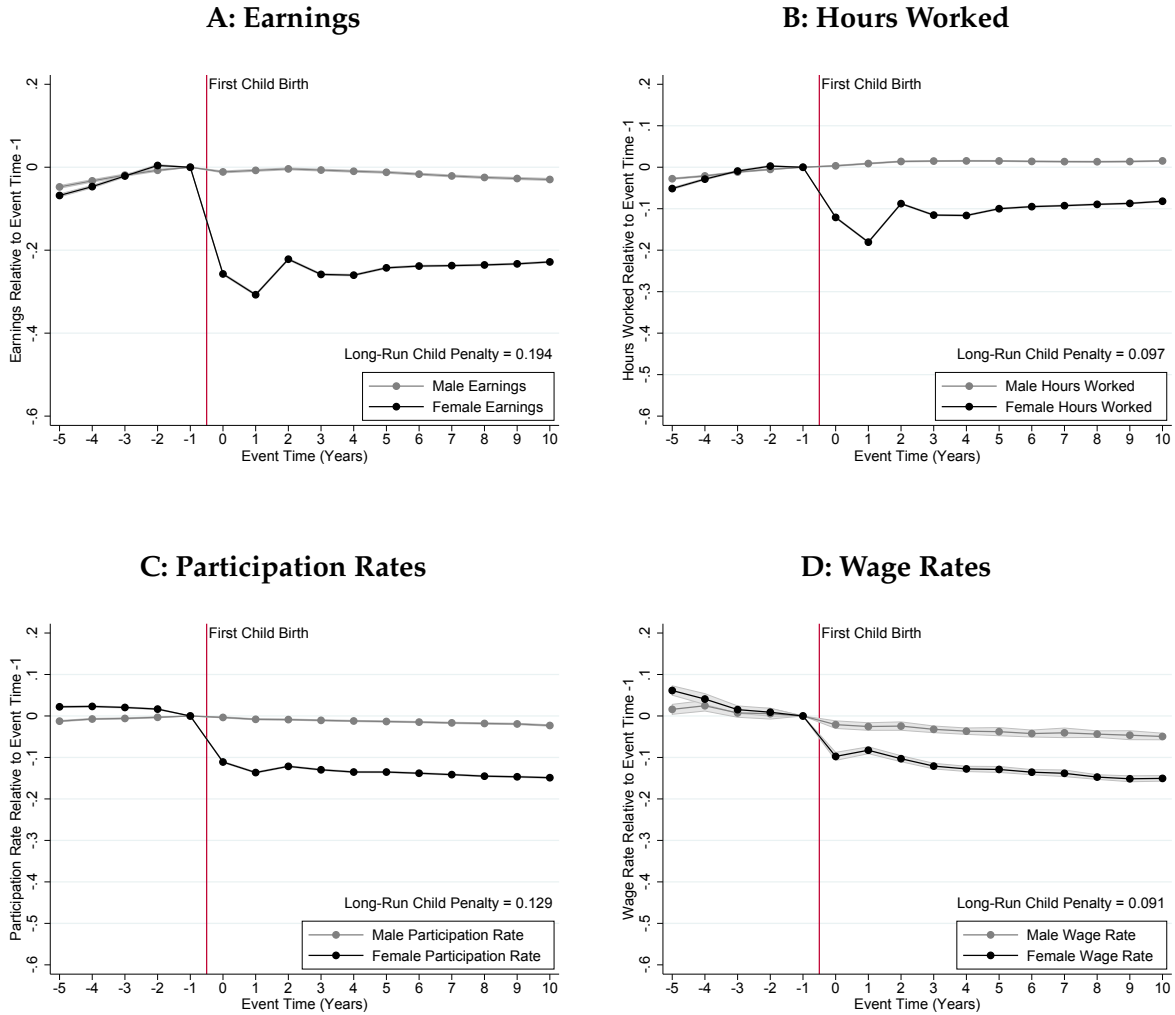 A: Earnings
Earnings Relative to Event Time -1
.2
0
-.2
-.4
-.6
First Child Birth
Long-Run Child Penalty = 0.194
Male Earnings
Female Earnings
-5 -4 -3 -2 -1 0 1 2 3 4 5 6 7 8 9 10
Event Time (Years)
B: Hours Worked
Hours Worked Relative to Event Time -1
.2
.1
0
-.1
-.2
-.3
-.4
-.5
-.6
First Child Birth
Long-Run Child Penalty = 0.097
Male Hours Worked
Female Hours Worked
-5 -4 -3 -2 -1 0 1 2 3 4 5 6 7 8 9 10
Event Time (Years)
C: Participation Rates
Participation Rate Relative to Event Time -1
.2
.1
0
-.1
-.2
-.3
-.4
-.5
-.6
First Child Birth
Long-Run Child Penalty = 0.129
Male Participation Rate
Female Participation Rate
-5 -4 -3 -2 -1 0 1 2 3 4 5 6 7 8 9 10
Event Time (Years)
D: Wage Rates
Wage Rate Relative to Event Time -1
.2
.1
0
-.1
-.2
-.3
-.4
-.5
-.6
First Child Birth
Long-Run Child Penalty = 0.091
Male Wage Rate
Female Wage Rate
-5 -4 -3 -2 -1 0 1 2 3 4 5 6 7 8 9 10
Event Time (Years)